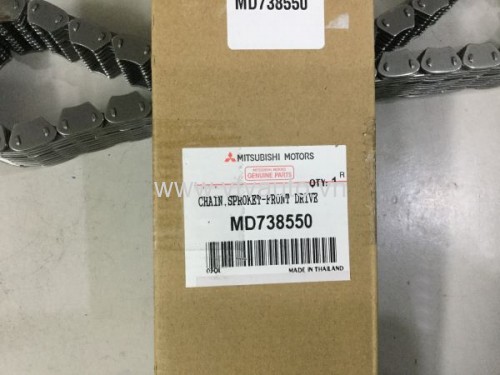 MD738550
MITSUBISHI MOTORS
GENUINE PARTS
QTY. 1 R
CHAIN,SPROKET-FRONT DRIVE
MD738550
MADE IN THAILAND